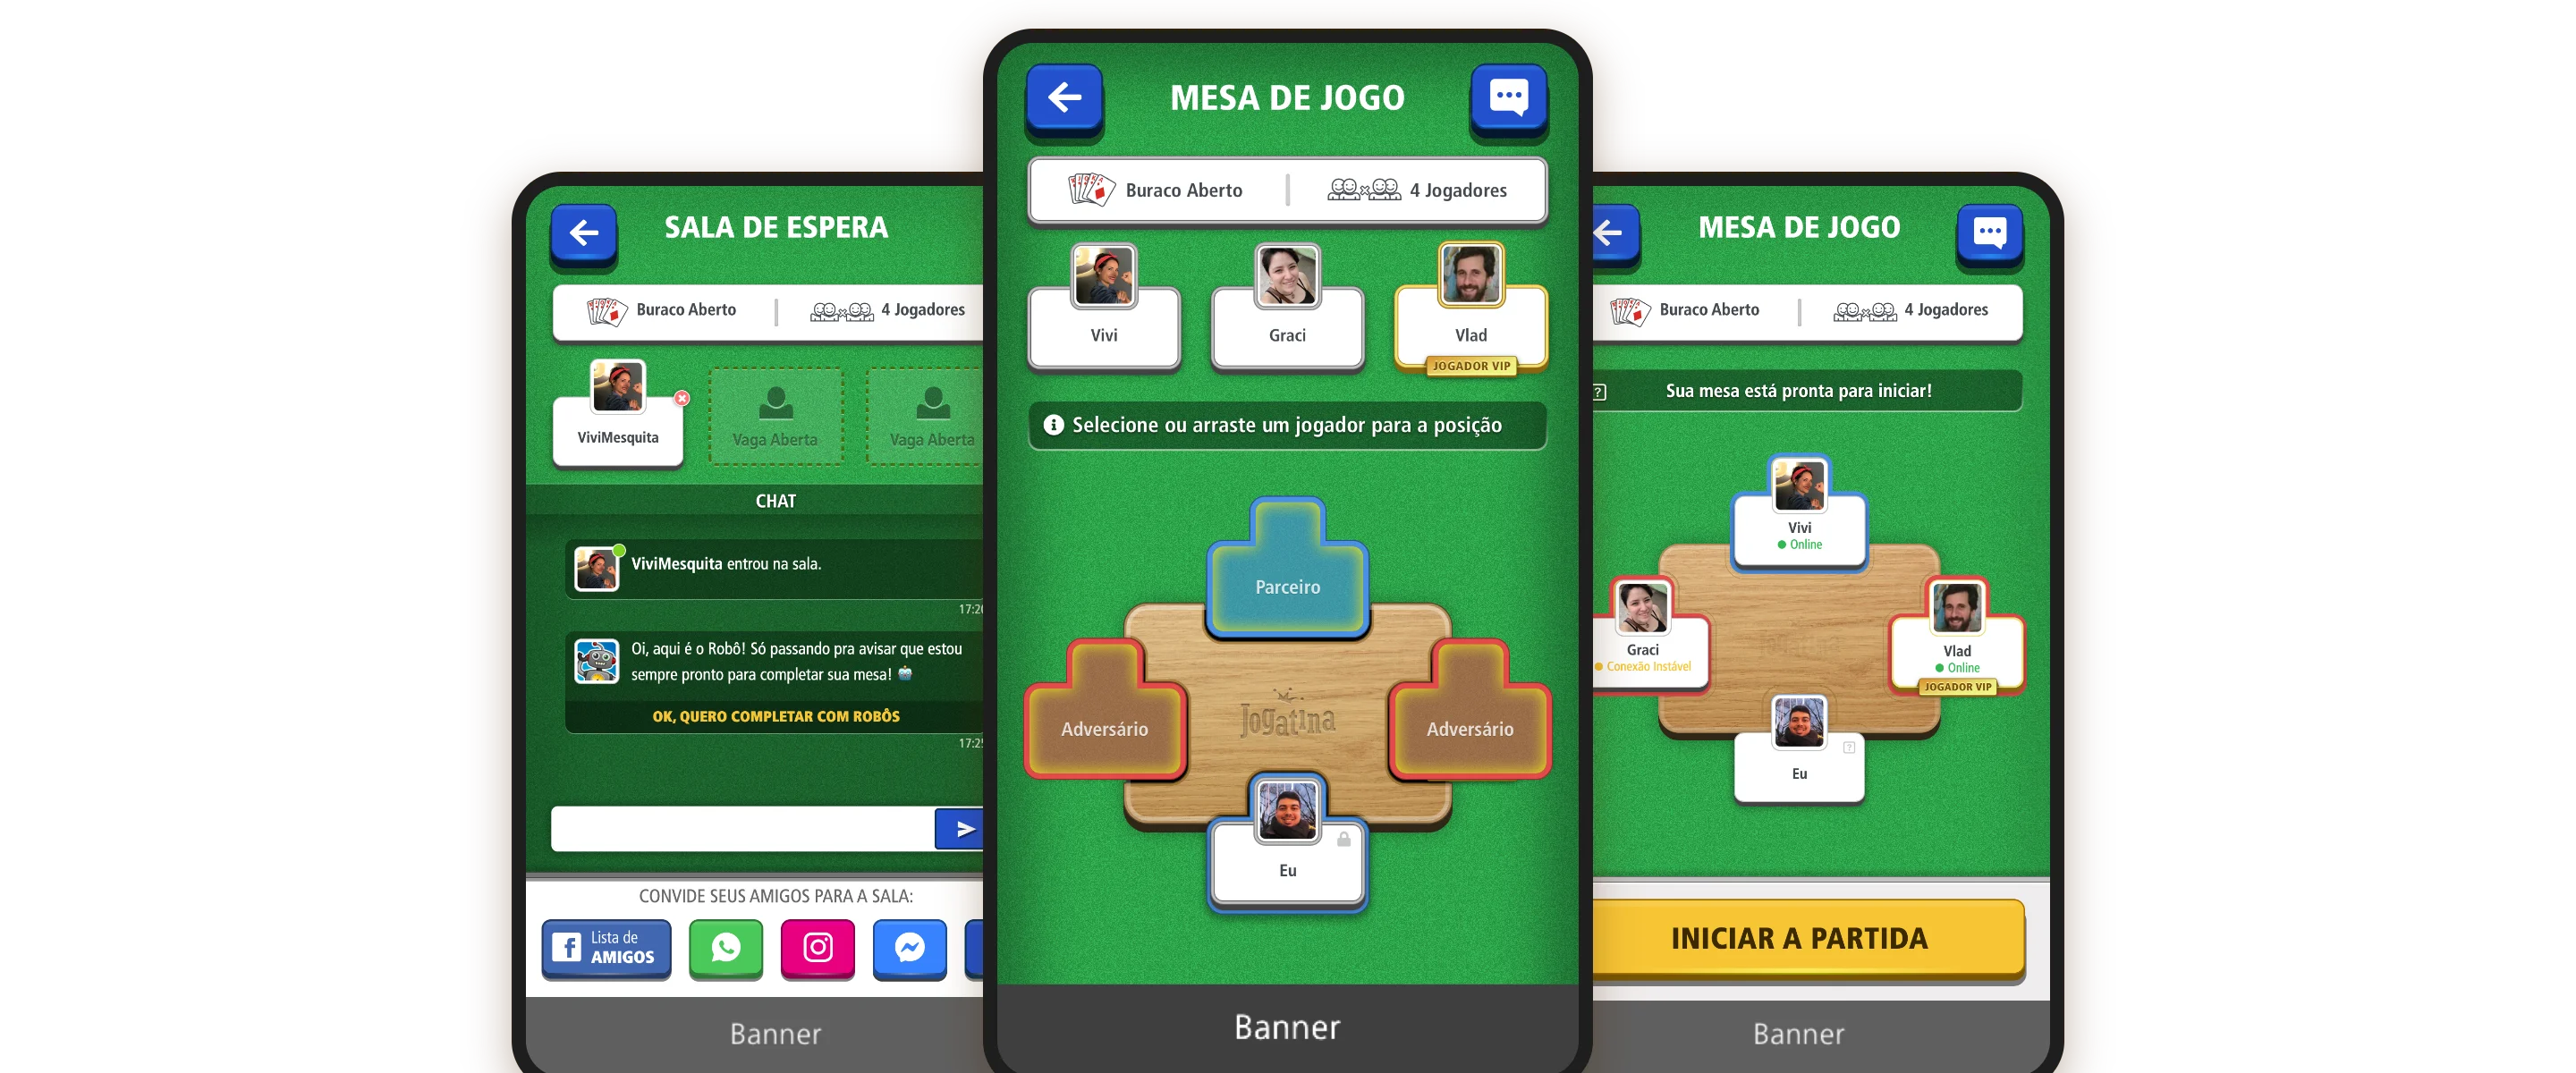 SALA DE ESPERA
Buraco Aberto
4 Jogadores
ViviMesquita
Vaga Aberta
Vaga Aberta
CHAT
ViviMesquita entrou na sala.
Oi, aqui é o Robô! Só passando pra avisar que estou
sempre pronto para completar sua mesa!
OK, QUERO COMPLETAR COM ROBÔS
CONVIDE SEUS AMIGOS PARA A SALA:
Lista de
AMIGOS
Banner
MESA DE JOGO
Buraco Aberto
4 Jogadores
Vivi
Graci
Vlad
JOGADOR VIP
Selecione ou arraste um jogador para a posição
Parceiro
Adversário
Jogatina
Adversário
Eu
Banner
MESA DE JOGO
Buraco Aberto
4 Jogadores
Sua mesa está pronta para iniciar!
Vivi
Online
Graci
Conexão Instável
Vlad
Online
JOGADOR VIP
Eu
INICIAR A PARTIDA
Banner